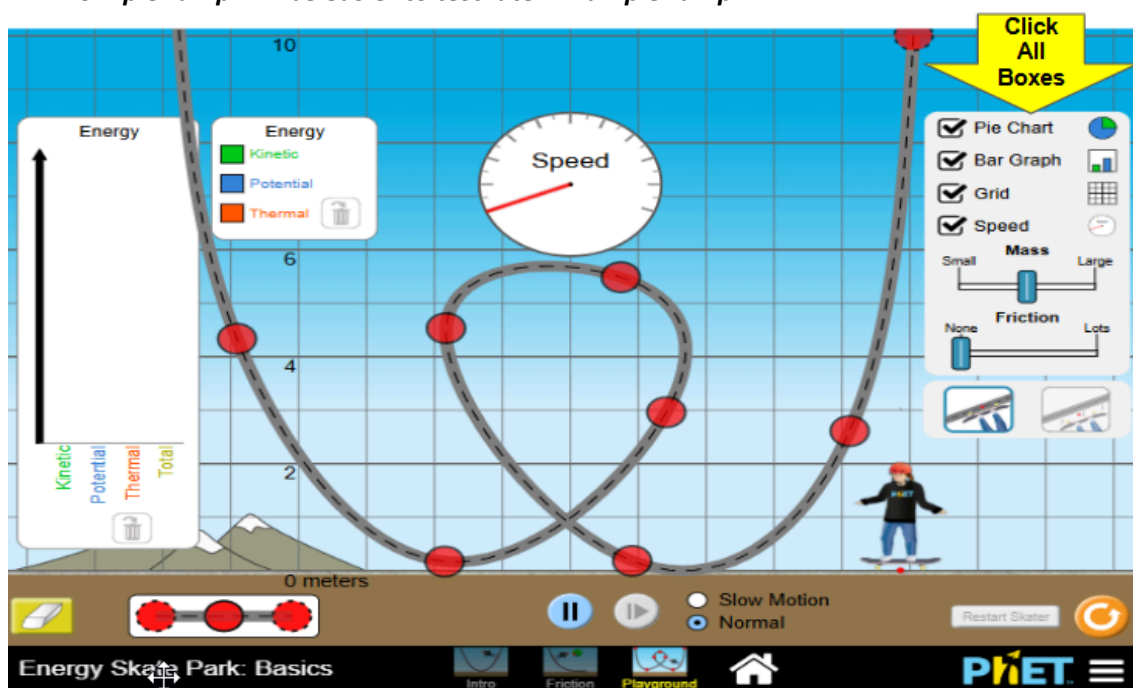 Click
All
Boxes
10
Energy
Energy
Kinetic
Potential
Thermal
Speed
Pie Chart
Bar Graph
Grid
Speed
Mass
Small
Large
Friction
None
Lots
6
4
2
Kinetic
Potential
Thermal
Total
PhET
0 meters
Slow Motion
Normal
Restart Skater
Energy Skate Park: Basics
Intro
Friction
Playground
PhET